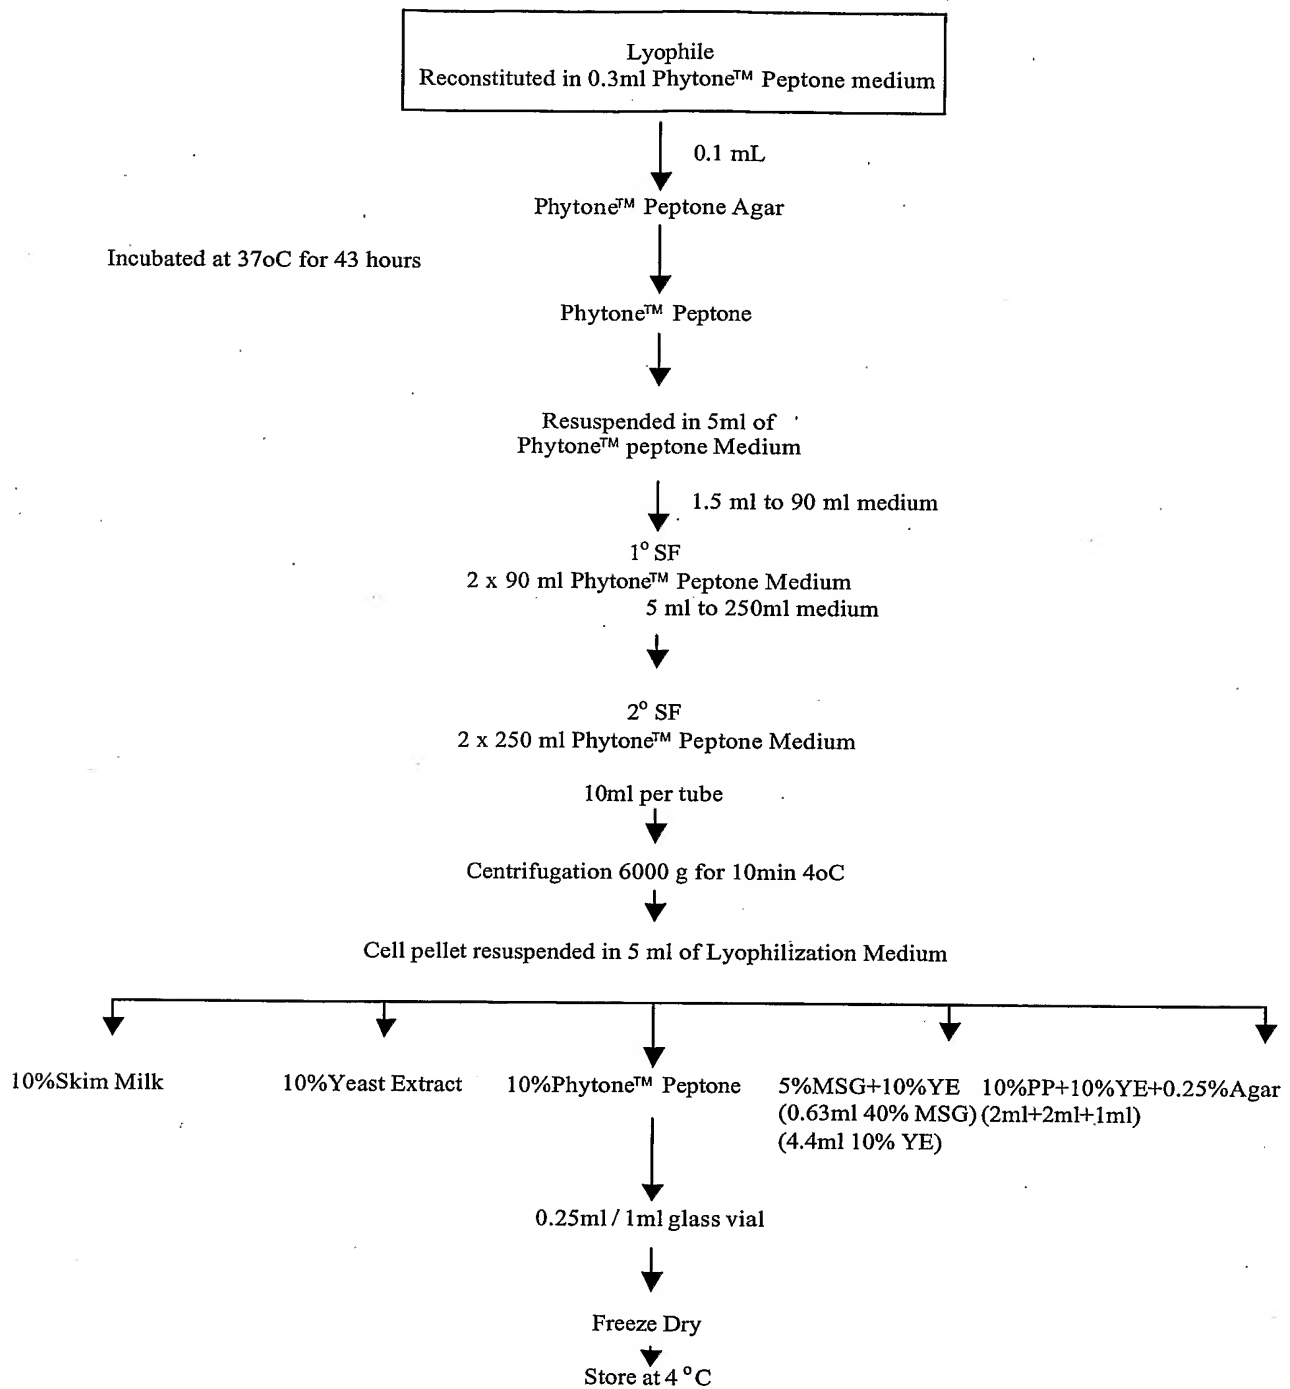 Lyophile
Reconstituted in 0.3ml Phytone™ Peptone medium
0.1 mL
Phytone™ Peptone Agar
Incubated at 37oC for 43 hours
Phytone™ Peptone
Resuspended in 5ml of
Phytone™ peptone Medium
1.5 ml to 90 ml medium
1° SF
2 x 90 ml Phytone™ Peptone Medium
5 ml to 250ml medium
2° SF
2 x 250 ml Phytone™ Peptone Medium
10ml per tube
Centrifugation 6000 g for 10min 4oC
Cell pellet resuspended in 5 ml of Lyophilization Medium
10%Skim Milk
10%Yeast Extract
10%Phytone™ Peptone
5%MSG+10%YE
(0.63ml 40% MSG)
(4.4ml 10% YE)
10%PP+10%YE+0.25%Agar
(2ml+2ml+1ml)
0.25ml / 1ml glass vial
Freeze Dry
Store at 4 °C